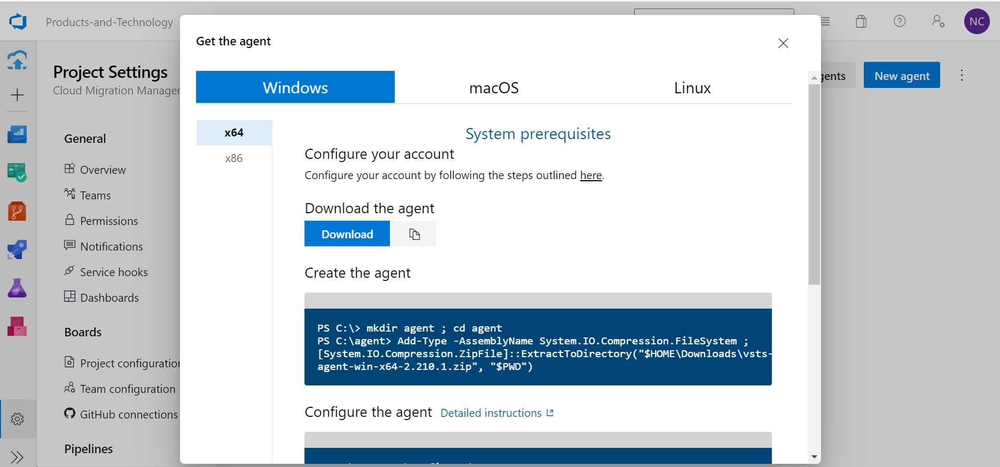 Products-and-Technology
NC
Get the agent
Project Settings
Cloud Migration Manager
Windows
macOS
Linux
New agent
x64
x86
System prerequisites
Configure your account
Configure your account by following the steps outlined here.
Download the agent
Download
Create the agent
PS C:\> mkdir agent ; cd agent
PS C:\agent> Add-Type -AssemblyName System.IO.Compression.FileSystem ;
[System.IO.Compression.ZipFile]::ExtractToDirectory("$HOME\Downloads\vsts-
agent-win-x64-2.210.1.zip", "$PWD")
Configure the agent Detailed instructions
General
Overview
Teams
Permissions
Notifications
Service hooks
Dashboards
Boards
Project configuration
Team configuration
GitHub connections
Pipelines